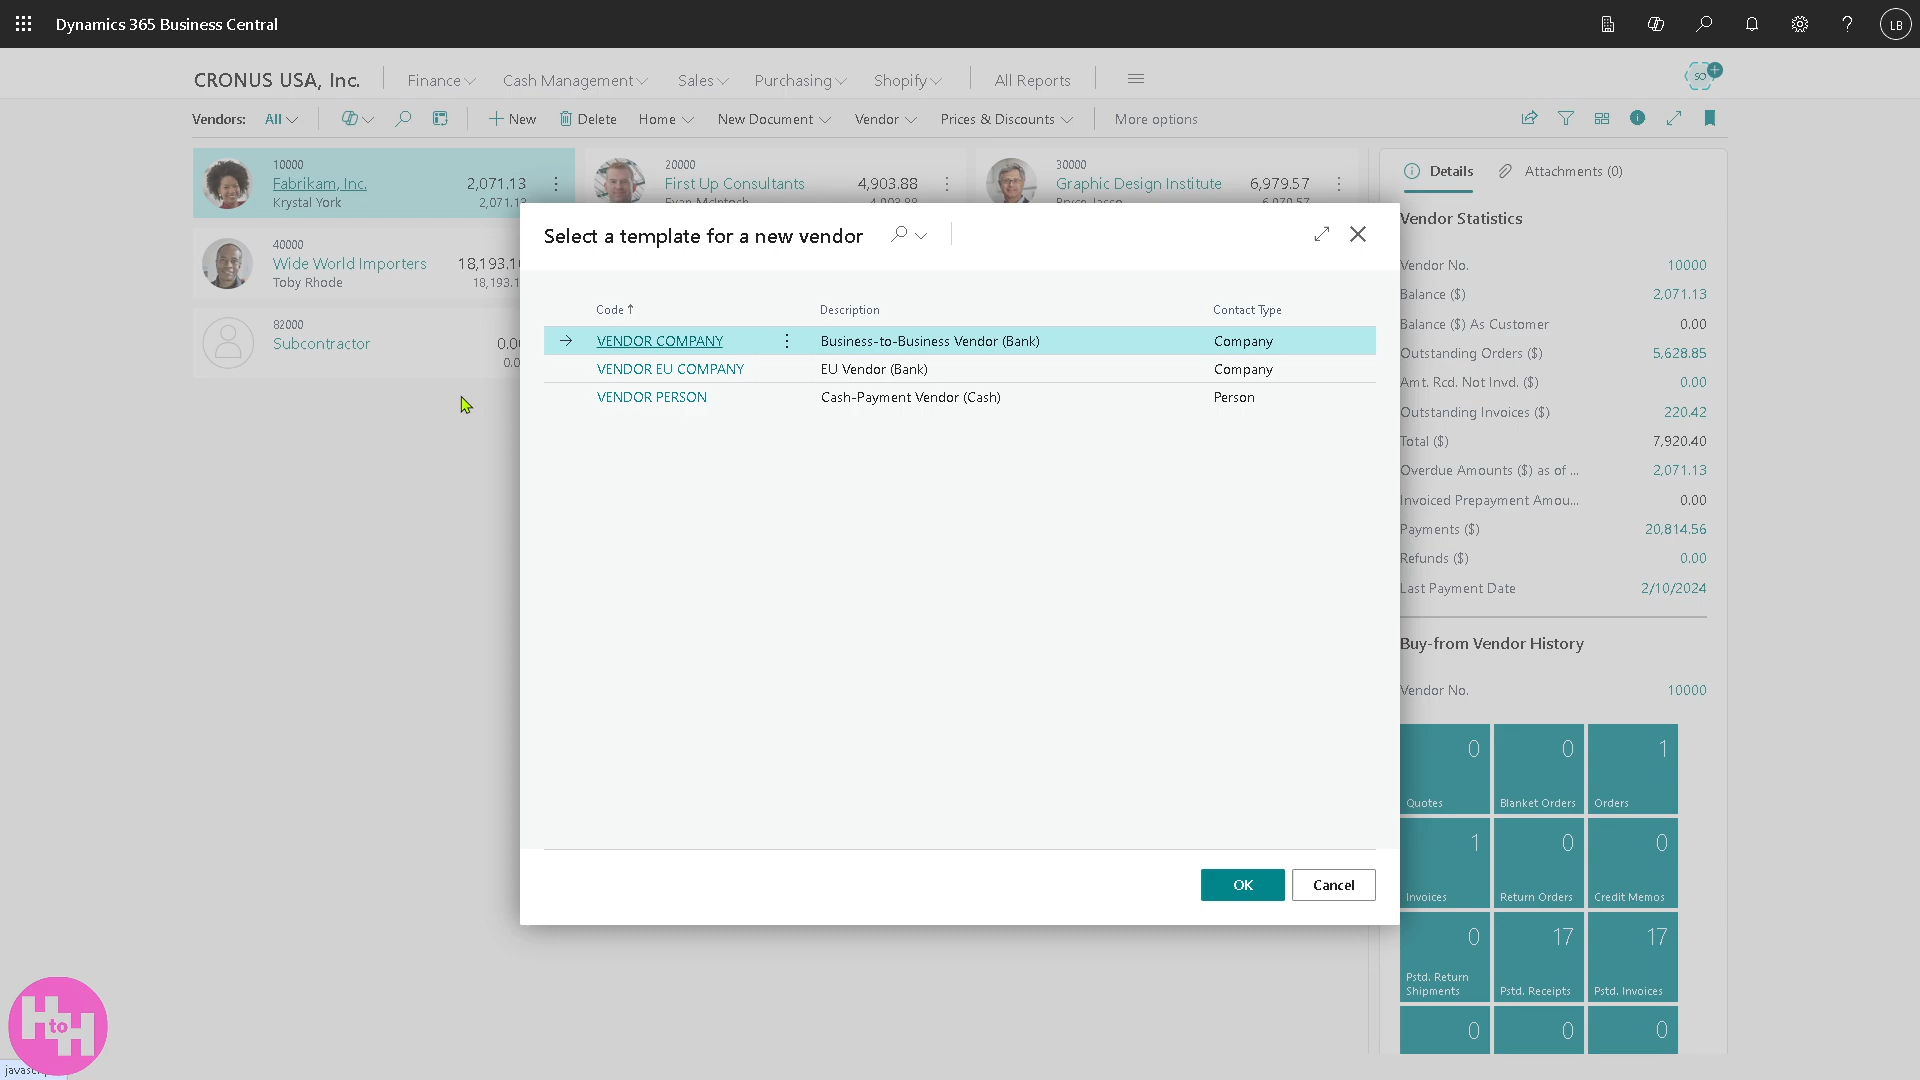 Dynamics 365 Business Central
LB
CRONUS USA, Inc.
Finance
Cash Management
Sales
Purchasing
Shopify
All Reports
SO
Vendors:
All
New
Delete
Home
New Document
Vendor
Prices & Discounts
More options
10000
Fabrikam, Inc.
2,071.13
Krystal York
20000
First Up Consultants
4,903.88
30000
Graphic Design Institute
6,979.57
40000
Wide World Importers
Toby Rhode
82000
Subcontractor
Select a template for a new vendor
Code
Description
Contact Type
VENDOR COMPANY
Business-to-Business Vendor (Bank)
Company
VENDOR EU COMPANY
EU Vendor (Bank)
Company
VENDOR PERSON
Cash-Payment Vendor (Cash)
Person
OK
Cancel
Details
Attachments (0)
Vendor Statistics
Vendor No.
10000
Balance ($)
2,071.13
Balance ($) As Customer
0.00
Outstanding Orders ($)
5,628.85
Amt. Rcd. Not Invd. ($)
0.00
Outstanding Invoices ($)
220.42
Total ($)
7,920.40
Overdue Amounts ($) as of ...
2,071.13
Invoiced Prepayment Amou...
0.00
Payments ($)
20,814.56
Refunds ($)
0.00
Last Payment Date
2/10/2024
Buy-from Vendor History
Vendor No.
10000
0
Quotes
0
Blanket Orders
1
Orders
1
Invoices
0
Return Orders
0
Credit Memos
0
Pstd. Return
Shipments
17
Pstd. Receipts
17
Pstd. Invoices
0
0
0
H to H